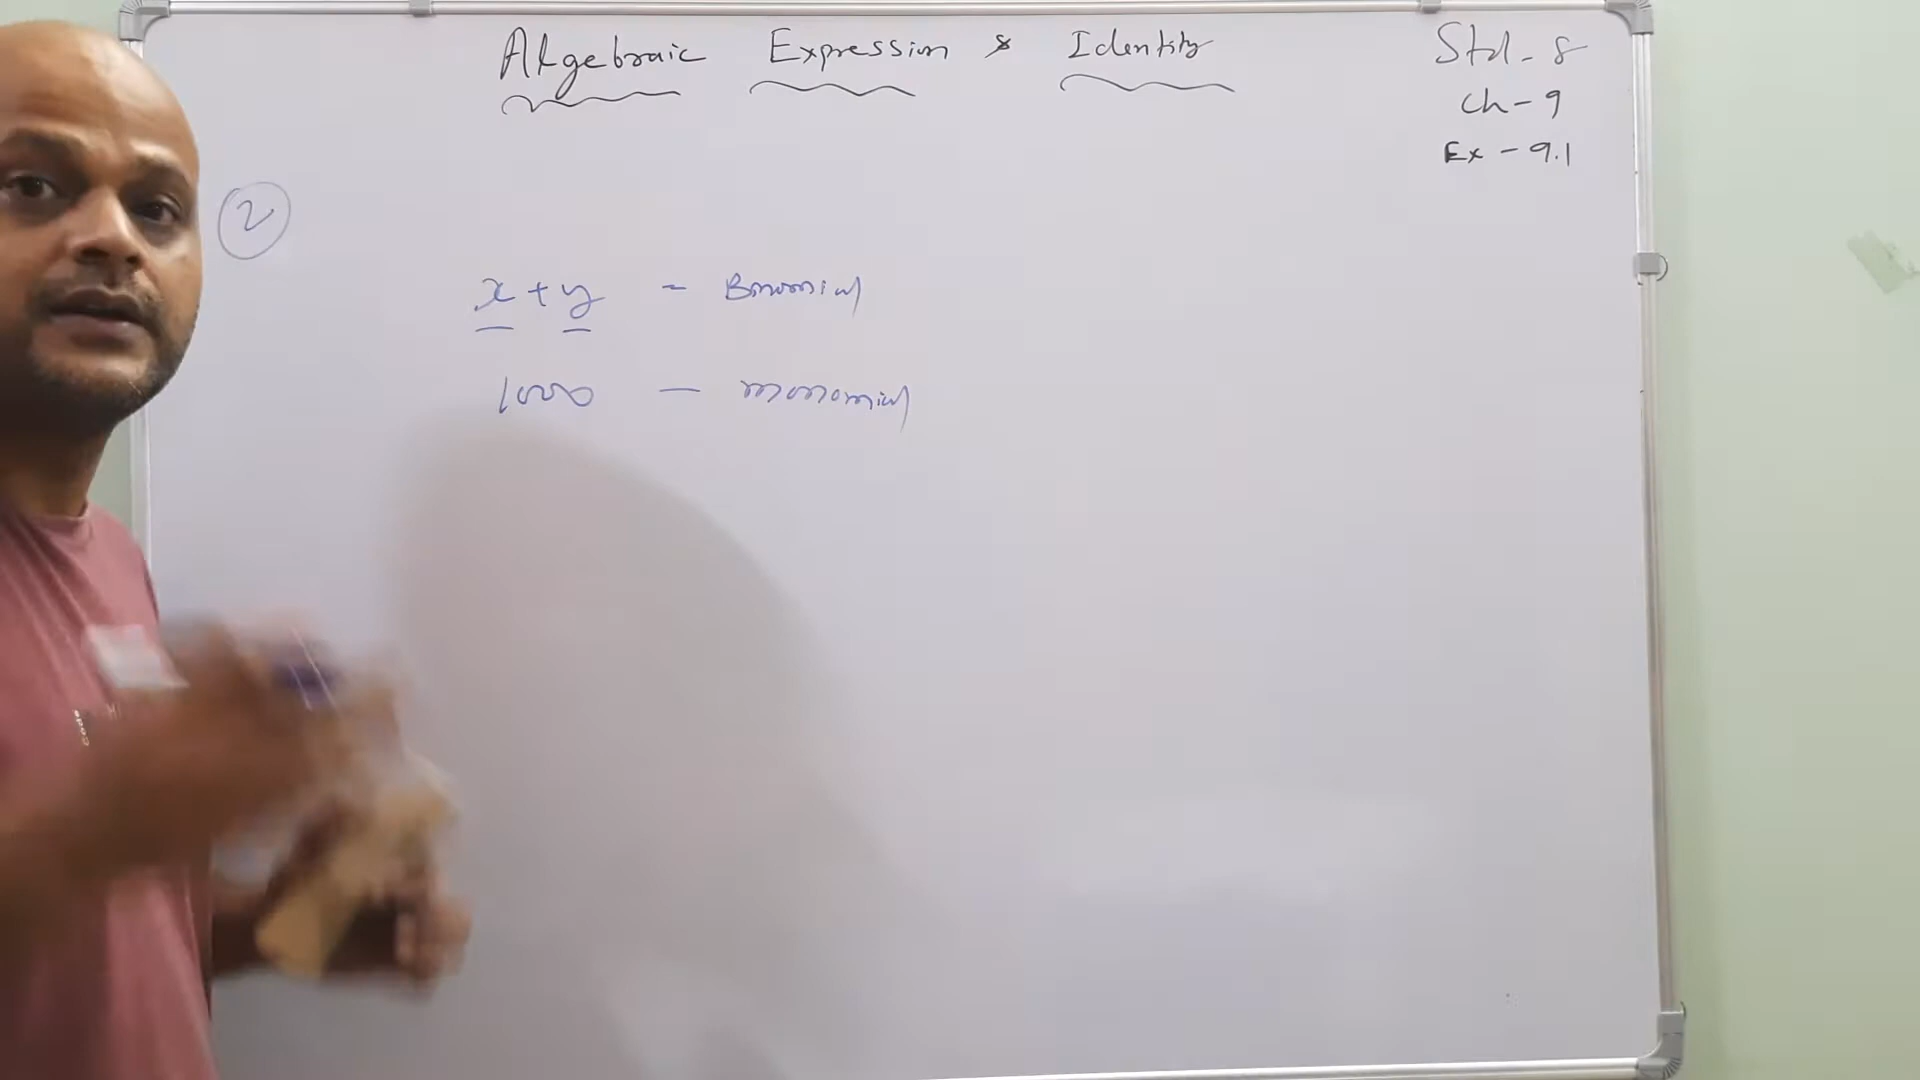 Algebraic Expression & Identity
Std - 8
Ch - 9
Ex - 9.1
2
x + y - Binomial
1000 - monomial